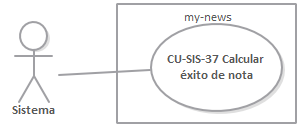 my-news
CU-SIS-37 Calcular
éxito de nota
Sistema